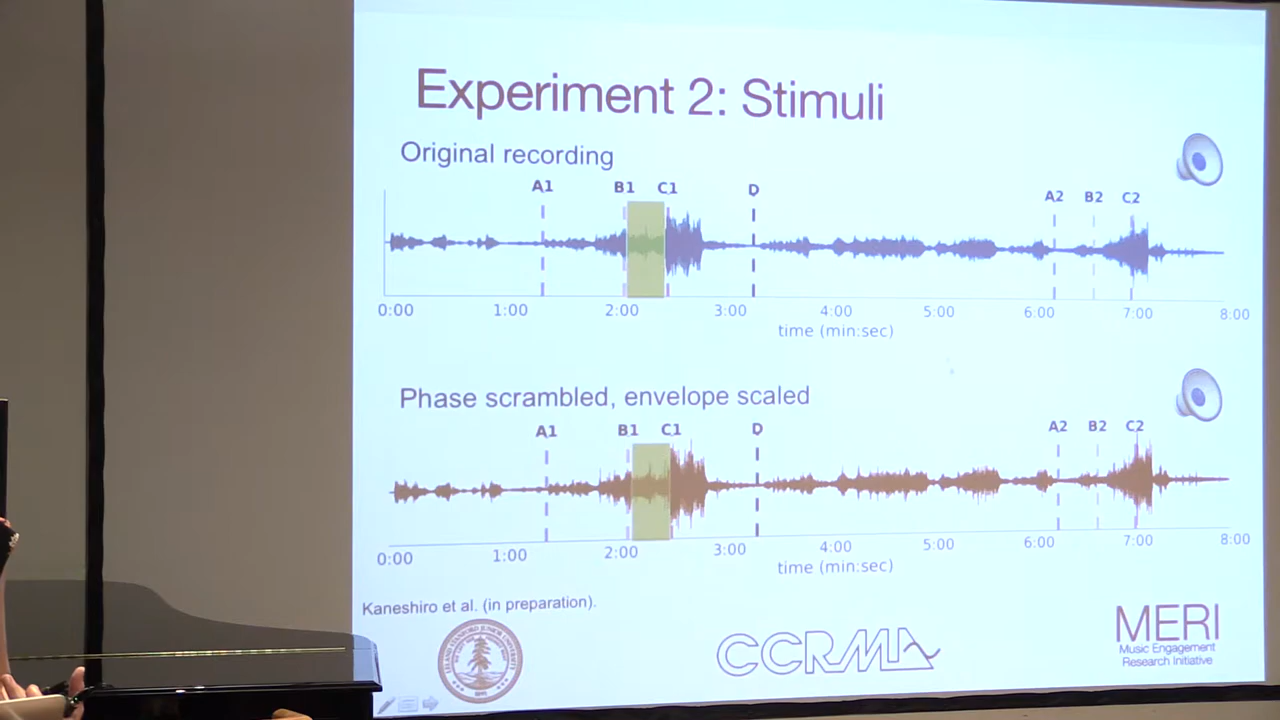 Experiment 2: Stimuli
Original recording
A1 B1 C1 D A2 B2 C2
0:00 1:00 2:00 3:00 4:00 5:00 6:00 7:00 8:00
time (min:sec)
Phase scrambled, envelope scaled
A1 B1 C1 D A2 B2 C2
0:00 1:00 2:00 3:00 4:00 5:00 6:00 7:00 8:00
time (min:sec)
Kaneshiro et al. (in preparation).
CCRMA
MERI
Music Engagement
Research Initiative